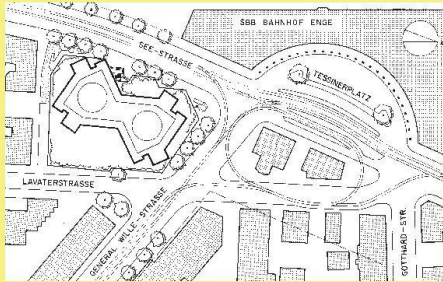 SBB BAHNHOF ENGE
SEE-STRASSE
TESSINERPLATZ
LAVATERSTRASSE
GENERAL WILLE STRASSE
GOTTHARD-STR.